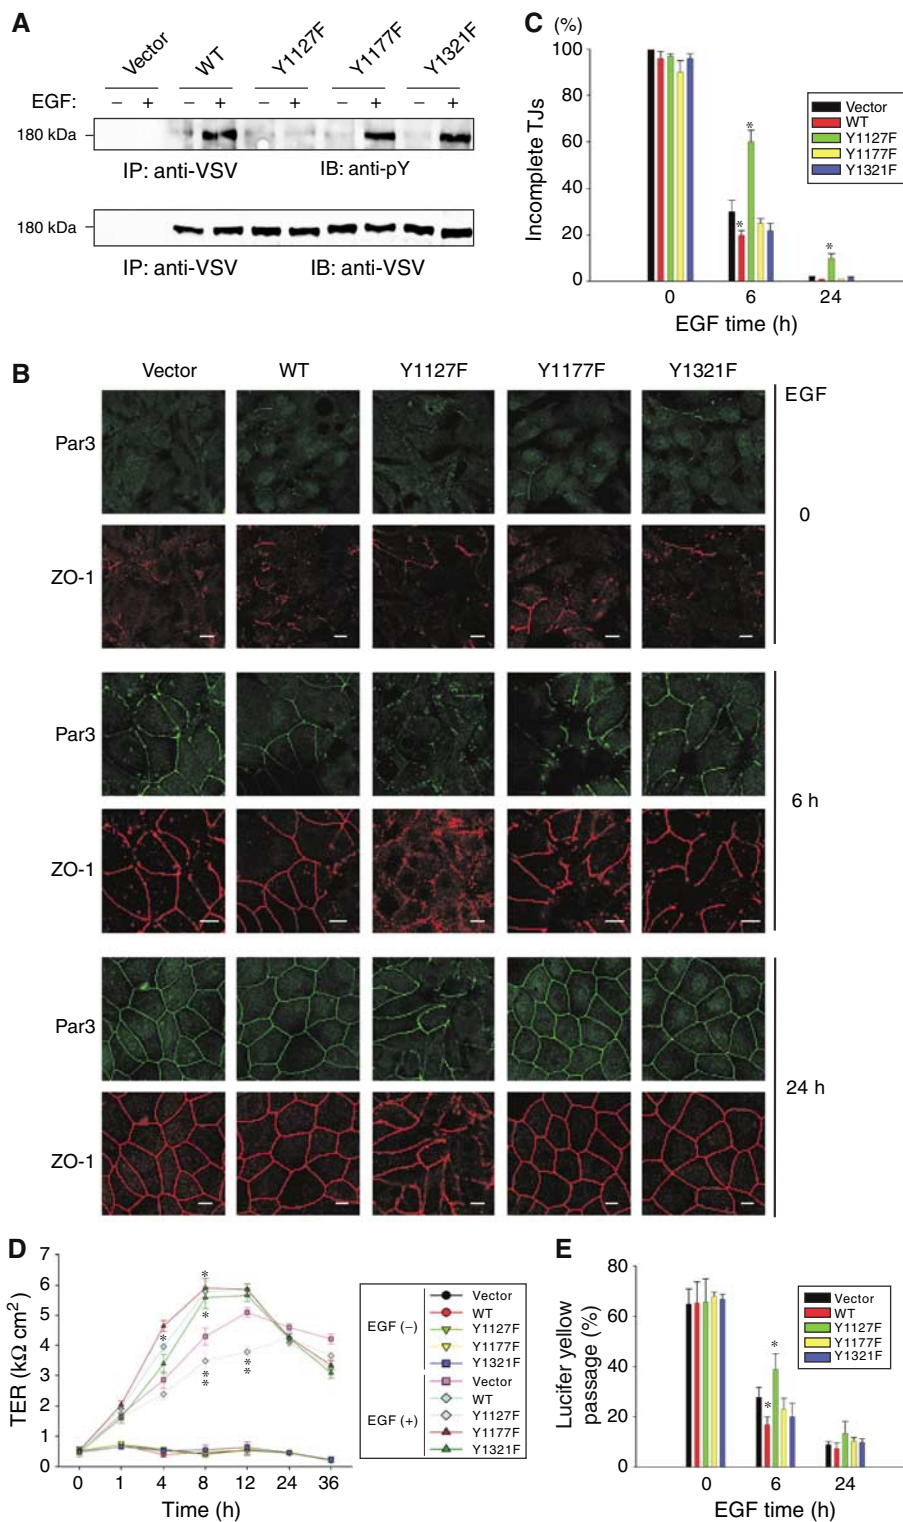 A
Vector WT Y1127F Y1177F Y1321F
EGF: – + – + – + – + – +
180 kDa
IP: anti-VSV IB: anti-pY
180 kDa
IP: anti-VSV IB: anti-VSV
C (%)
Incomplete TJs
100
80
60
40
20
0
* * *
0 6 24
EGF time (h)
Vector
WT
Y1127F
Y1177F
Y1321F
B
Vector WT Y1127F Y1177F Y1321F
EGF
Par3
ZO-1
0
Par3
ZO-1
6 h
Par3
ZO-1
24 h
D
TER (kΩ cm²)
7
6
5
4
3
2
1
0
* * * ** **
0 1 4 8 12 24 36
Time (h)
EGF (–)
Vector
WT
Y1127F
Y1177F
Y1321F
EGF (+)
Vector
WT
Y1127F
Y1177F
Y1321F
E
Lucifer yellow
passage (%)
80
60
40
20
0
* *
0 6 24
EGF time (h)
Vector
WT
Y1127F
Y1177F
Y1321F